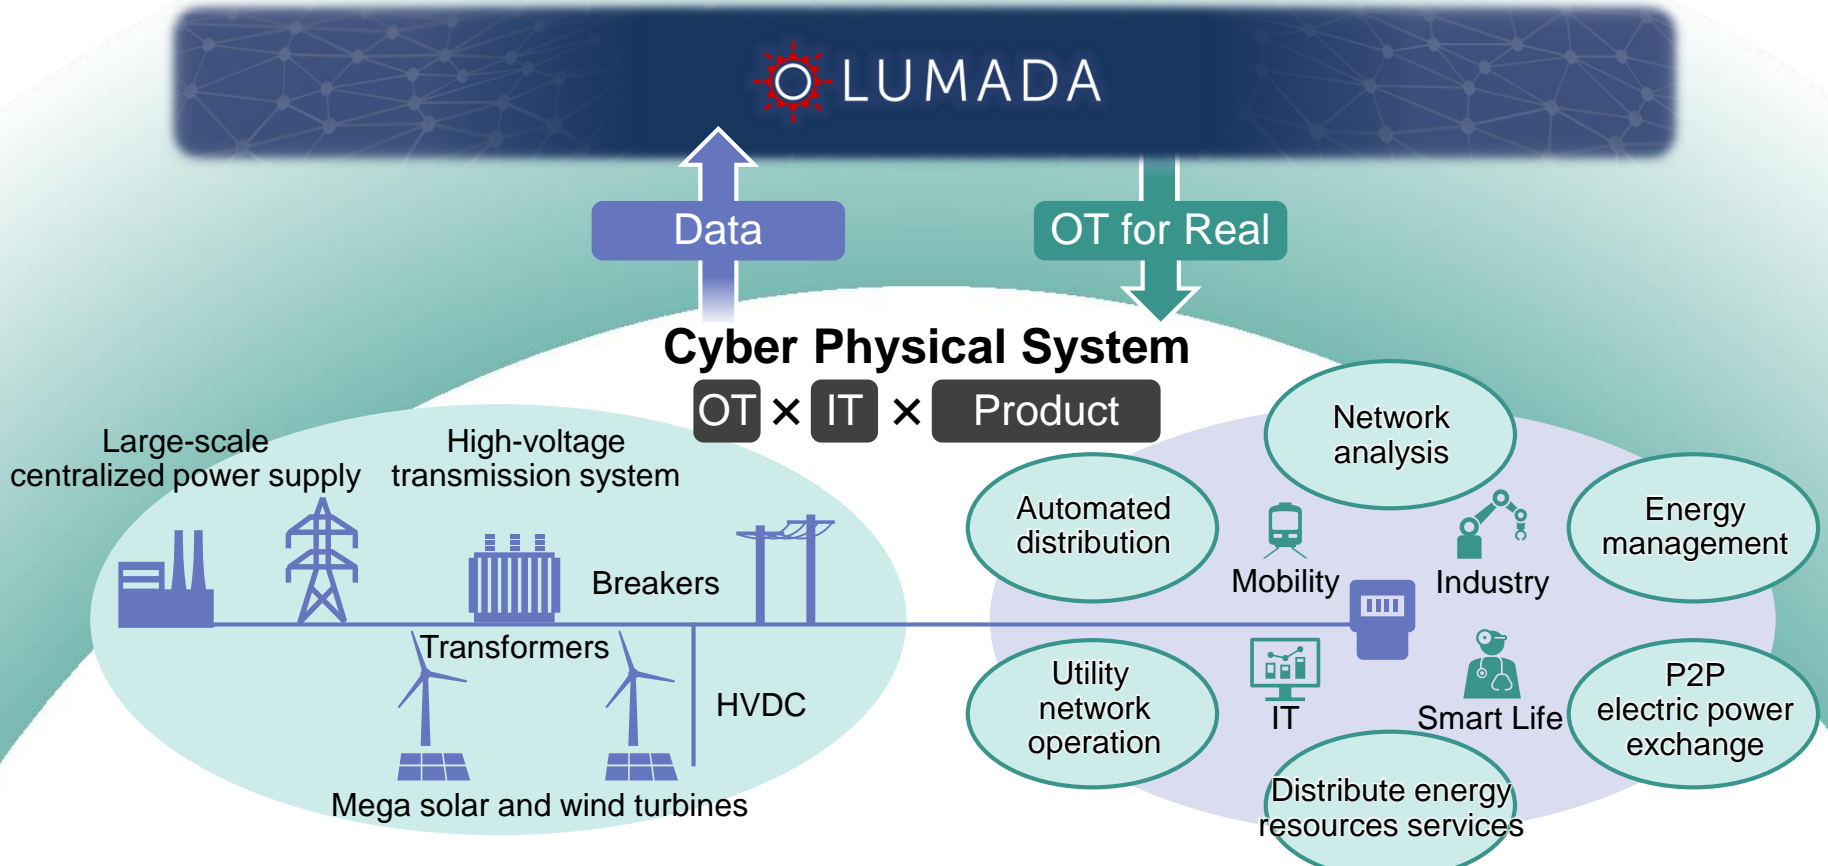 LUMADA
Data
OT for Real
Cyber Physical System
OT × IT × Product
Large-scale
centralized power supply
High-voltage
transmission system
Breakers
Transformers
HVDC
Mega solar and wind turbines
Network
analysis
Automated
distribution
Energy
management
Mobility
Industry
Utility
network
operation
IT
Smart Life
P2P
electric power
exchange
Distribute energy
resources services